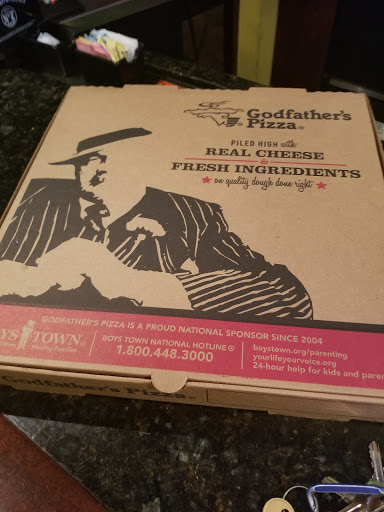 Godfather's
Pizza®
PILED HIGH with
REAL CHEESE
&
FRESH INGREDIENTS
★ on quality dough done right ★
GODFATHER'S PIZZA IS A PROUD NATIONAL SPONSOR SINCE 2004
TOWN®
Healing Families
BOYS TOWN NATIONAL HOTLINE®
1.800.448.3000
boystown.org/parenting
yourlifeyourvoice.org
24-hour help for kids and
Godfather's Pizza®